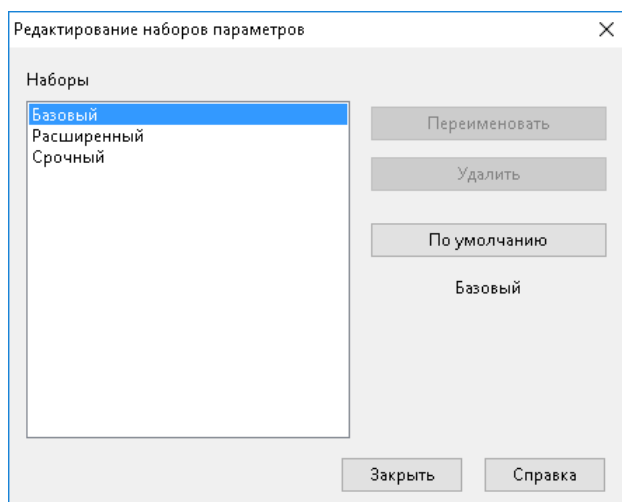 Редактирование наборов параметров
Наборы
Базовый
Расширенный
Срочный
Переименовать
Удалить
По умолчанию
Базовый
Закрыть
Справка